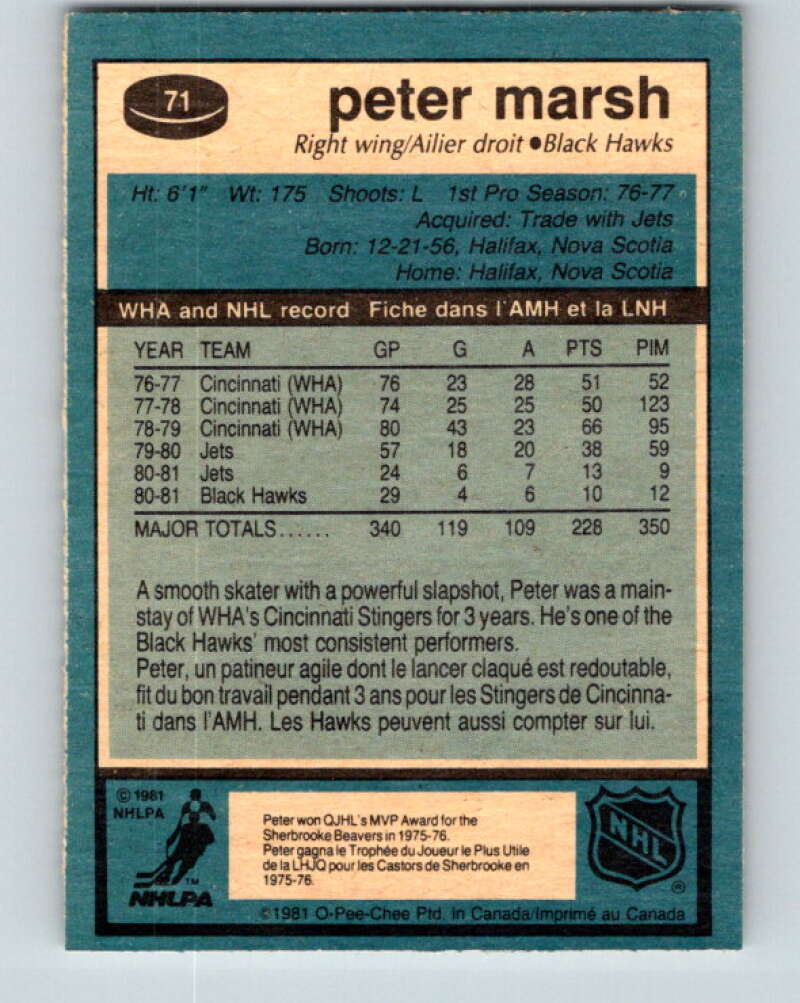 71
peter marsh
Right wing/Ailier droit ●Black Hawks
Ht: 6'1" Wt: 175 Shoots: L 1st Pro Season: 76-77
Acquired: Trade with Jets
Born: 12-21-56, Halifax, Nova Scotia
Home: Halifax, Nova Scotia
WHA and NHL record Fiche dans l'AMH et la LNH
YEAR TEAM GP G A PTS PIM
76-77 Cincinnati (WHA) 76 23 28 51 52
77-78 Cincinnati (WHA) 74 25 25 50 123
78-79 Cincinnati (WHA) 80 43 23 66 95
79-80 Jets 57 18 20 38 59
80-81 Jets 24 6 7 13 9
80-81 Black Hawks 29 4 6 10 12
MAJOR TOTALS...... 340 119 109 228 350
A smooth skater with a powerful slapshot, Peter was a main-
stay of WHA's Cincinnati Stingers for 3 years. He's one of the
Black Hawks' most consistent performers.
Peter, un patineur agile dont le lancer claqué est redoutable,
fit du bon travail pendant 3 ans pour les Stingers de Cincinna-
ti dans l'AMH. Les Hawks peuvent aussi compter sur lui.
© 1981
NHLPA
TM
NHLPA
Peter won QJHL's MVP Award for the
Sherbrooke Beavers in 1975-76.
Peter gagna le Trophée du Joueur le Plus Utile
de la LHJQ pour les Castors de Sherbrooke en
1975-76.
NHL
®
©1981 O-Pee-Chee Ptd. in Canada/Imprimé au Canada